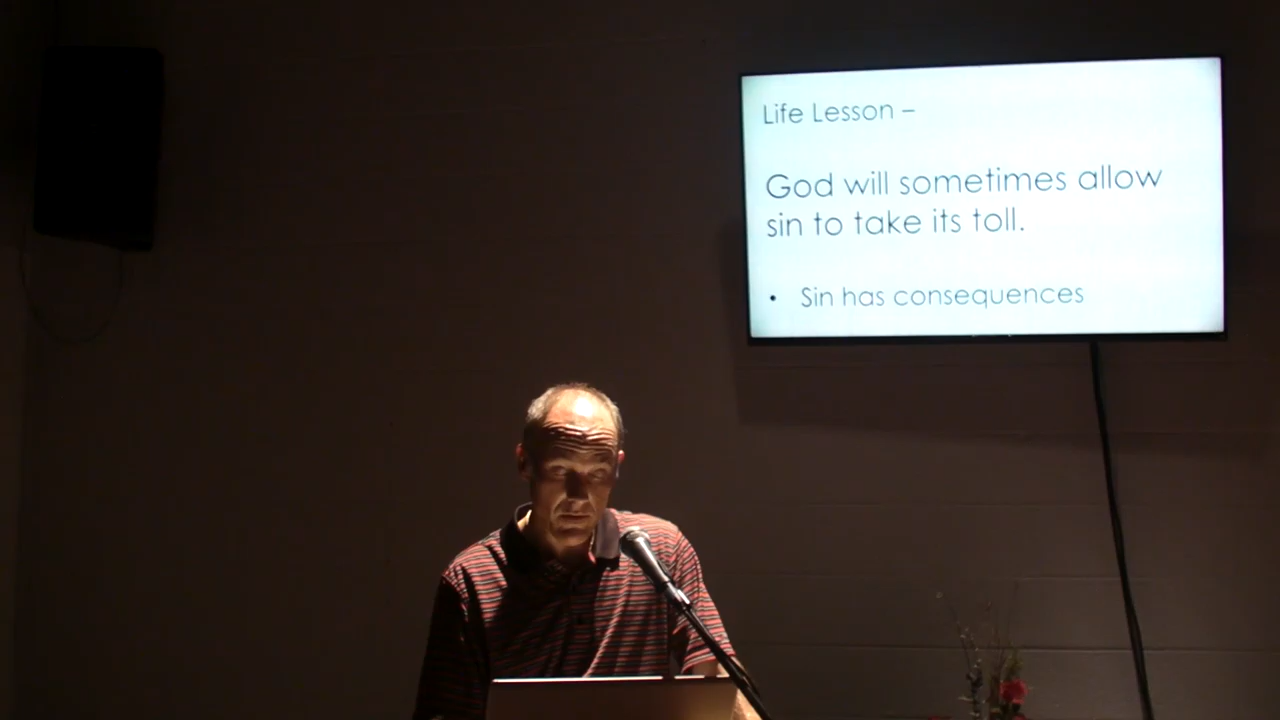 Life Lesson –
God will sometimes allow
sin to take its toll.
• Sin has consequences